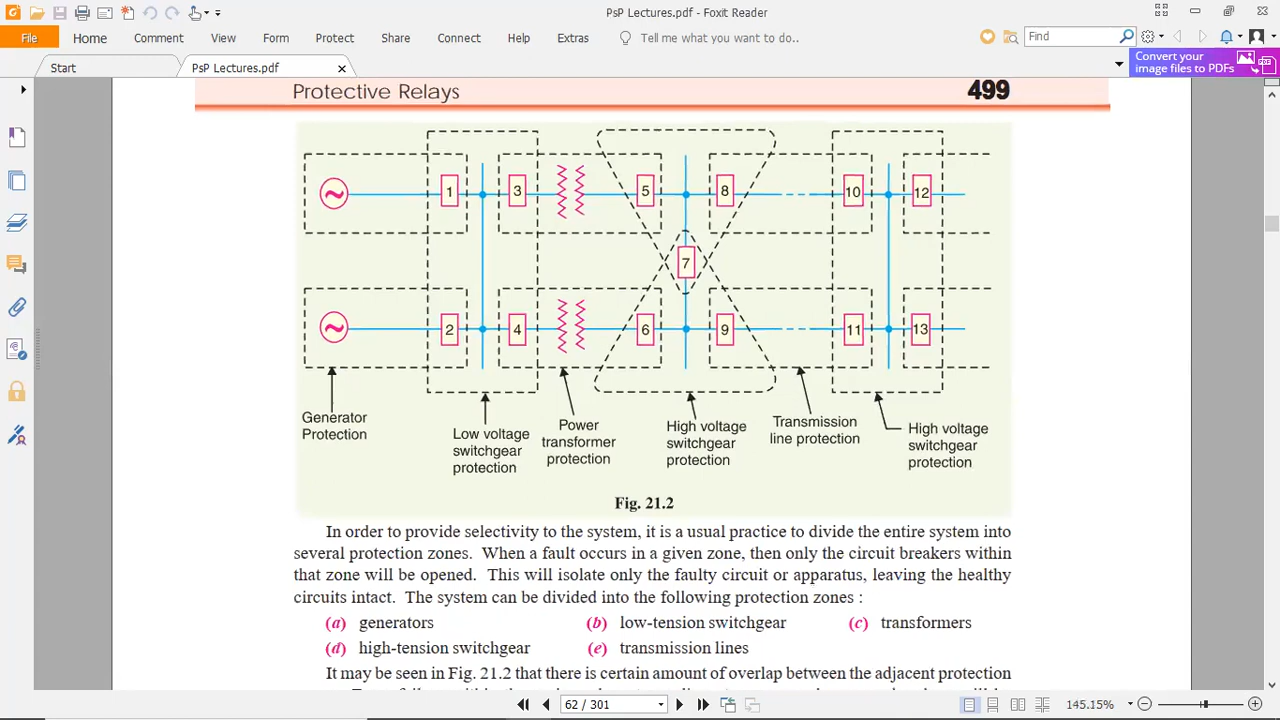 PsP Lectures.pdf - Foxit Reader
File Home Comment View Form Protect Share Connect Help Extras Tell me what you want to do.. Find
Start PsP Lectures.pdf
Convert your
image files to PDFs
Protective Relays 499
1 3 5 8 10 12
7
2 4 6 9 11 13
Generator
Protection
Low voltage
switchgear
protection
Power
transformer
protection
High voltage
switchgear
protection
Transmission
line protection
High voltage
switchgear
protection
Fig. 21.2
In order to provide selectivity to the system, it is a usual practice to divide the entire system into
several protection zones. When a fault occurs in a given zone, then only the circuit breakers within
that zone will be opened. This will isolate only the faulty circuit or apparatus, leaving the healthy
circuits intact. The system can be divided into the following protection zones :
(a) generators (b) low-tension switchgear (c) transformers
(d) high-tension switchgear (e) transmission lines
It may be seen in Fig. 21.2 that there is certain amount of overlap between the adjacent protection
62 / 301 145.15%